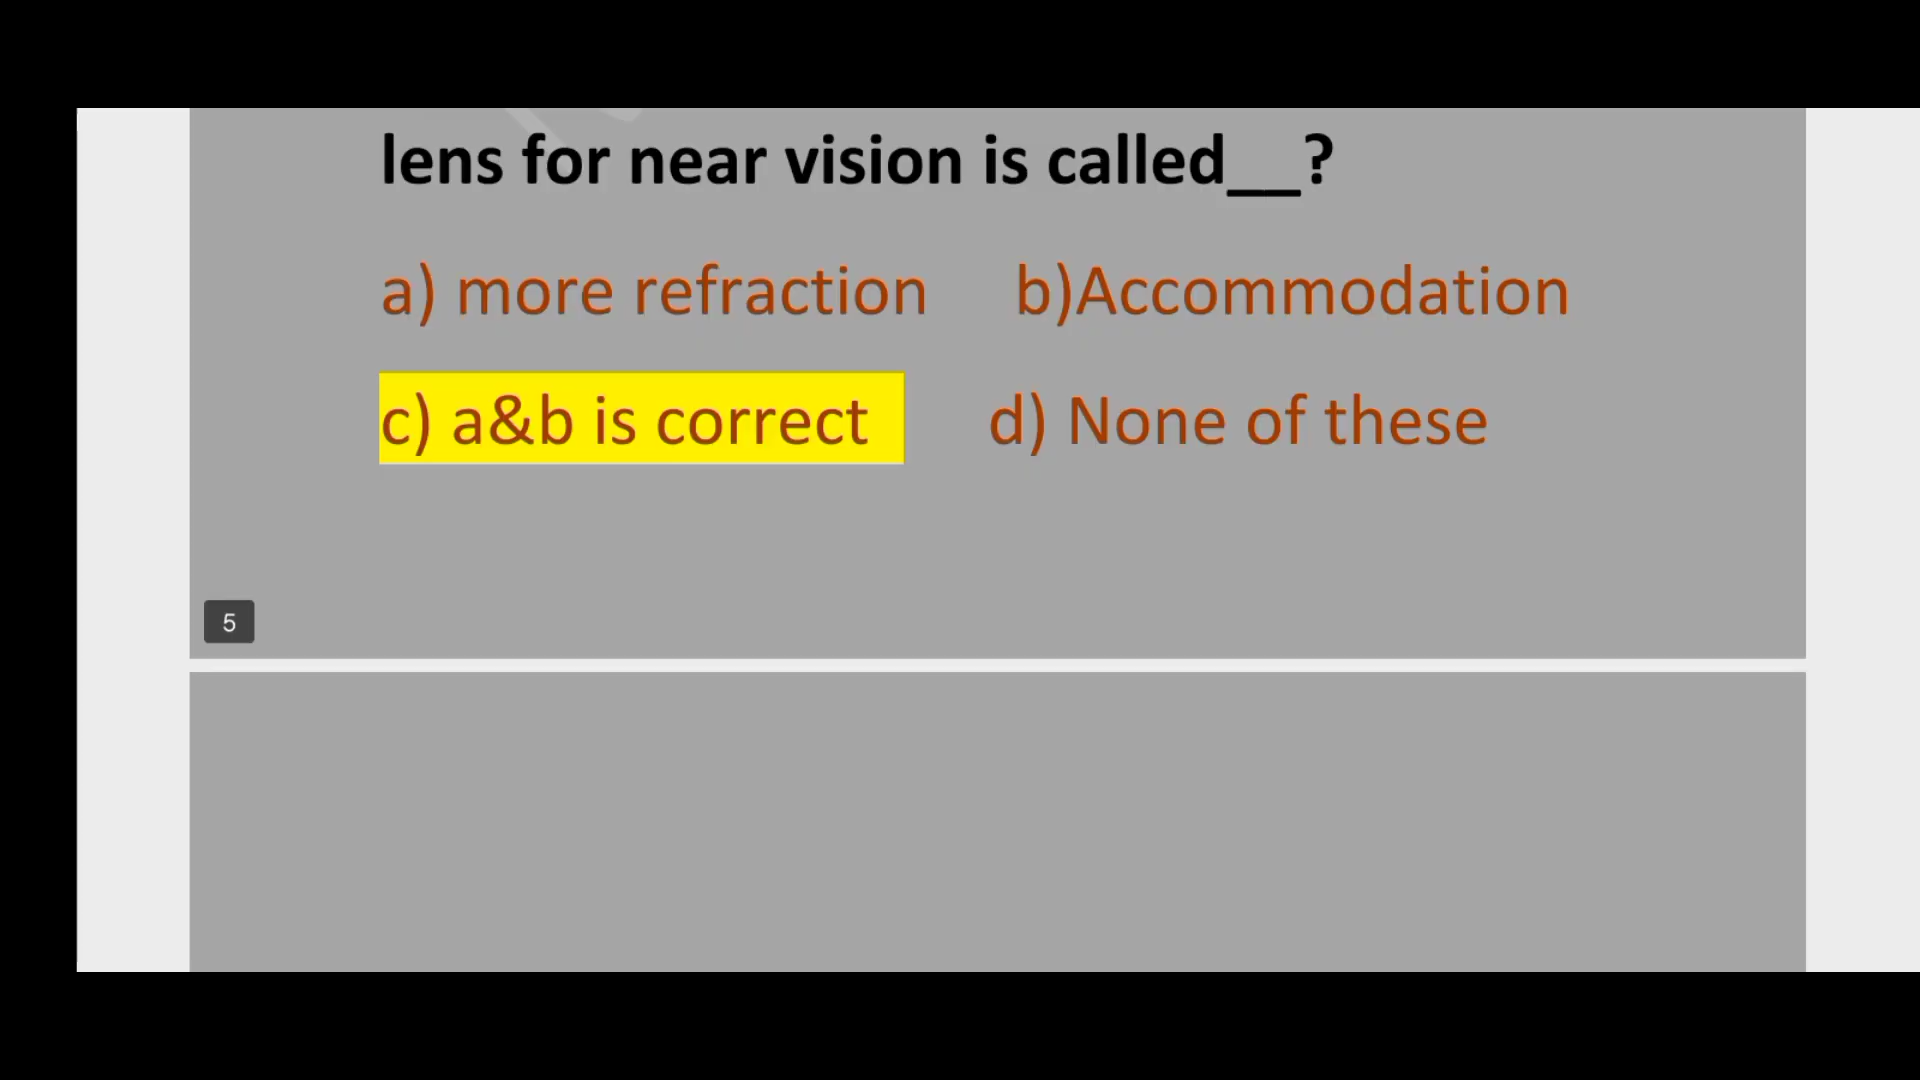 lens for near vision is called__?
a) more refraction b)Accommodation
c) a&b is correct d) None of these
5